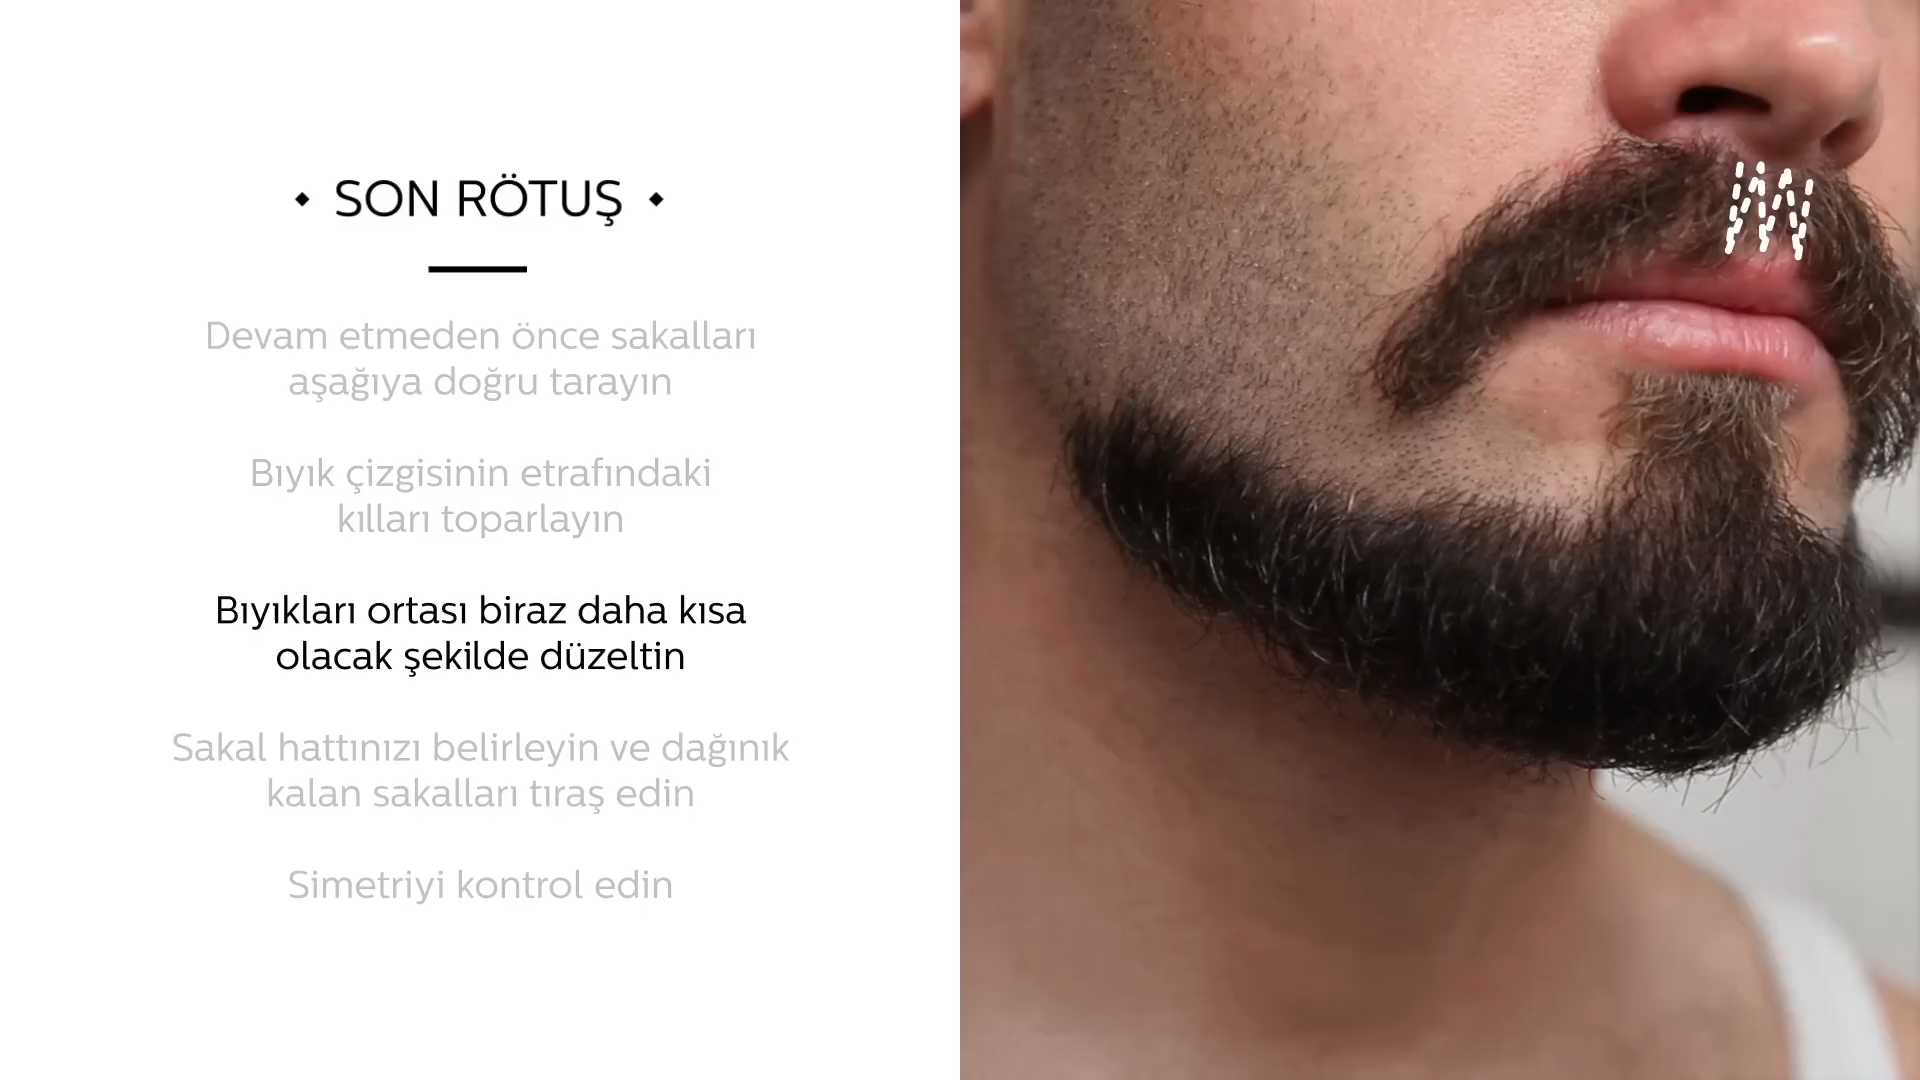 SON RÖTUŞ
Devam etmeden önce sakalları
aşağıya doğru tarayın
Bıyık çizgisinin etrafındaki
kılları toparlayın
Bıyıkları ortası biraz daha kısa
olacak şekilde düzeltin
Sakal hattınızı belirleyin ve dağınık
kalan sakalları tıraş edin
Simetriyi kontrol edin